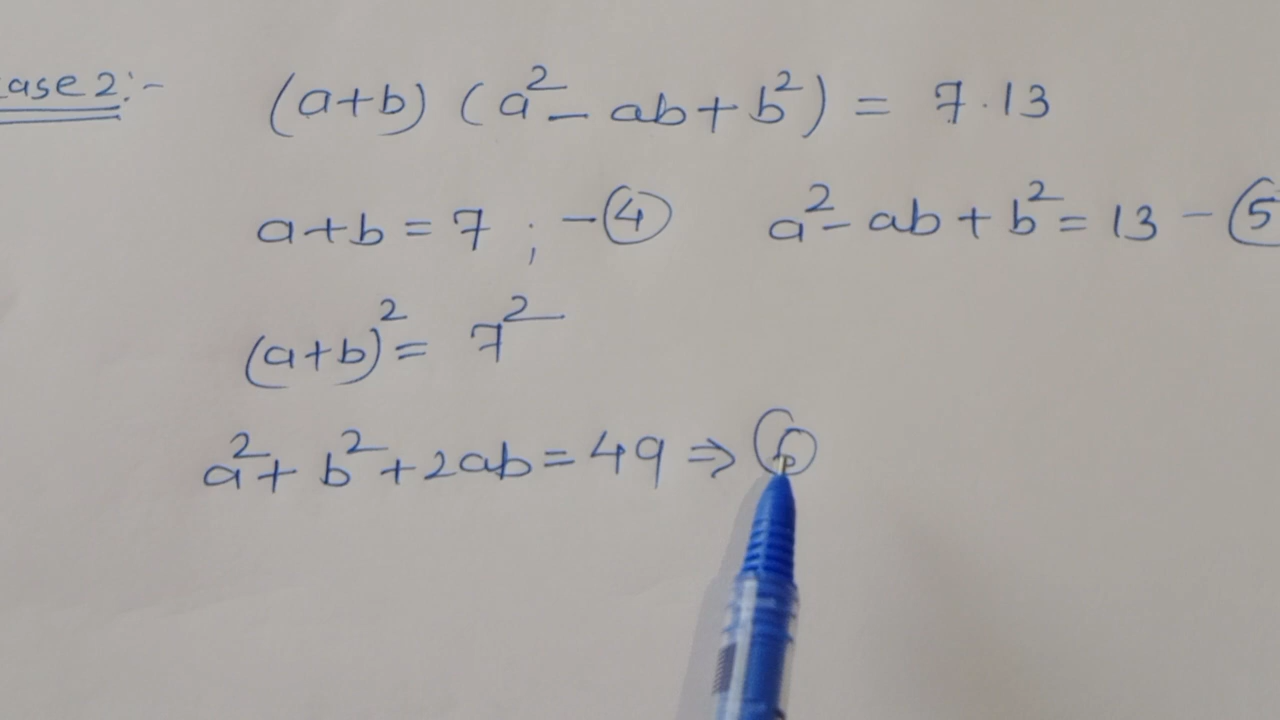 case 2:- (a+b) (a² - ab + b²) = 7.13
a+b = 7 ; - ④ a² - ab + b² = 13 - ⑤
(a+b)² = 7²
a² + b² + 2ab = 49 ⇒ ⑥